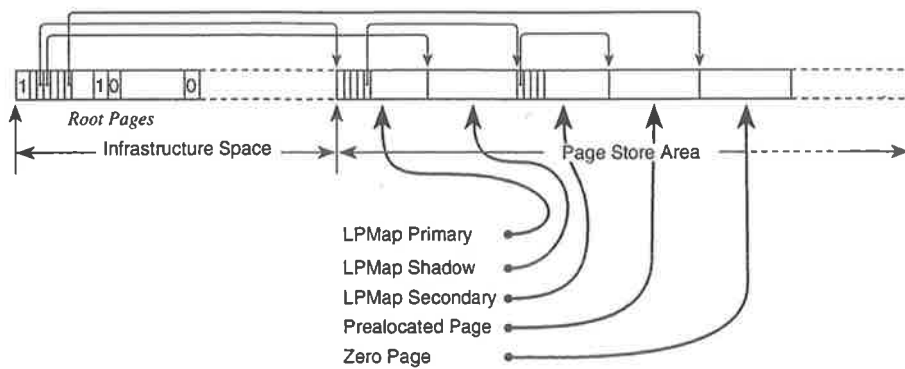 1 1 0 0
Root Pages
Infrastructure Space
Page Store Area
LPMap Primary
LPMap Shadow
LPMap Secondary
Prealocated Page
Zero Page